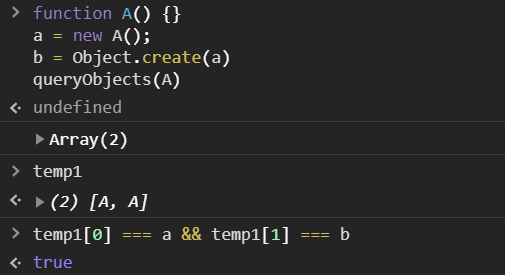 > function A() {}
a = new A();
b = Object.create(a)
queryObjects(A)
undefined
▶ Array(2)
> temp1
▶ (2) [A, A]
> temp1[0] === a && temp1[1] === b
true